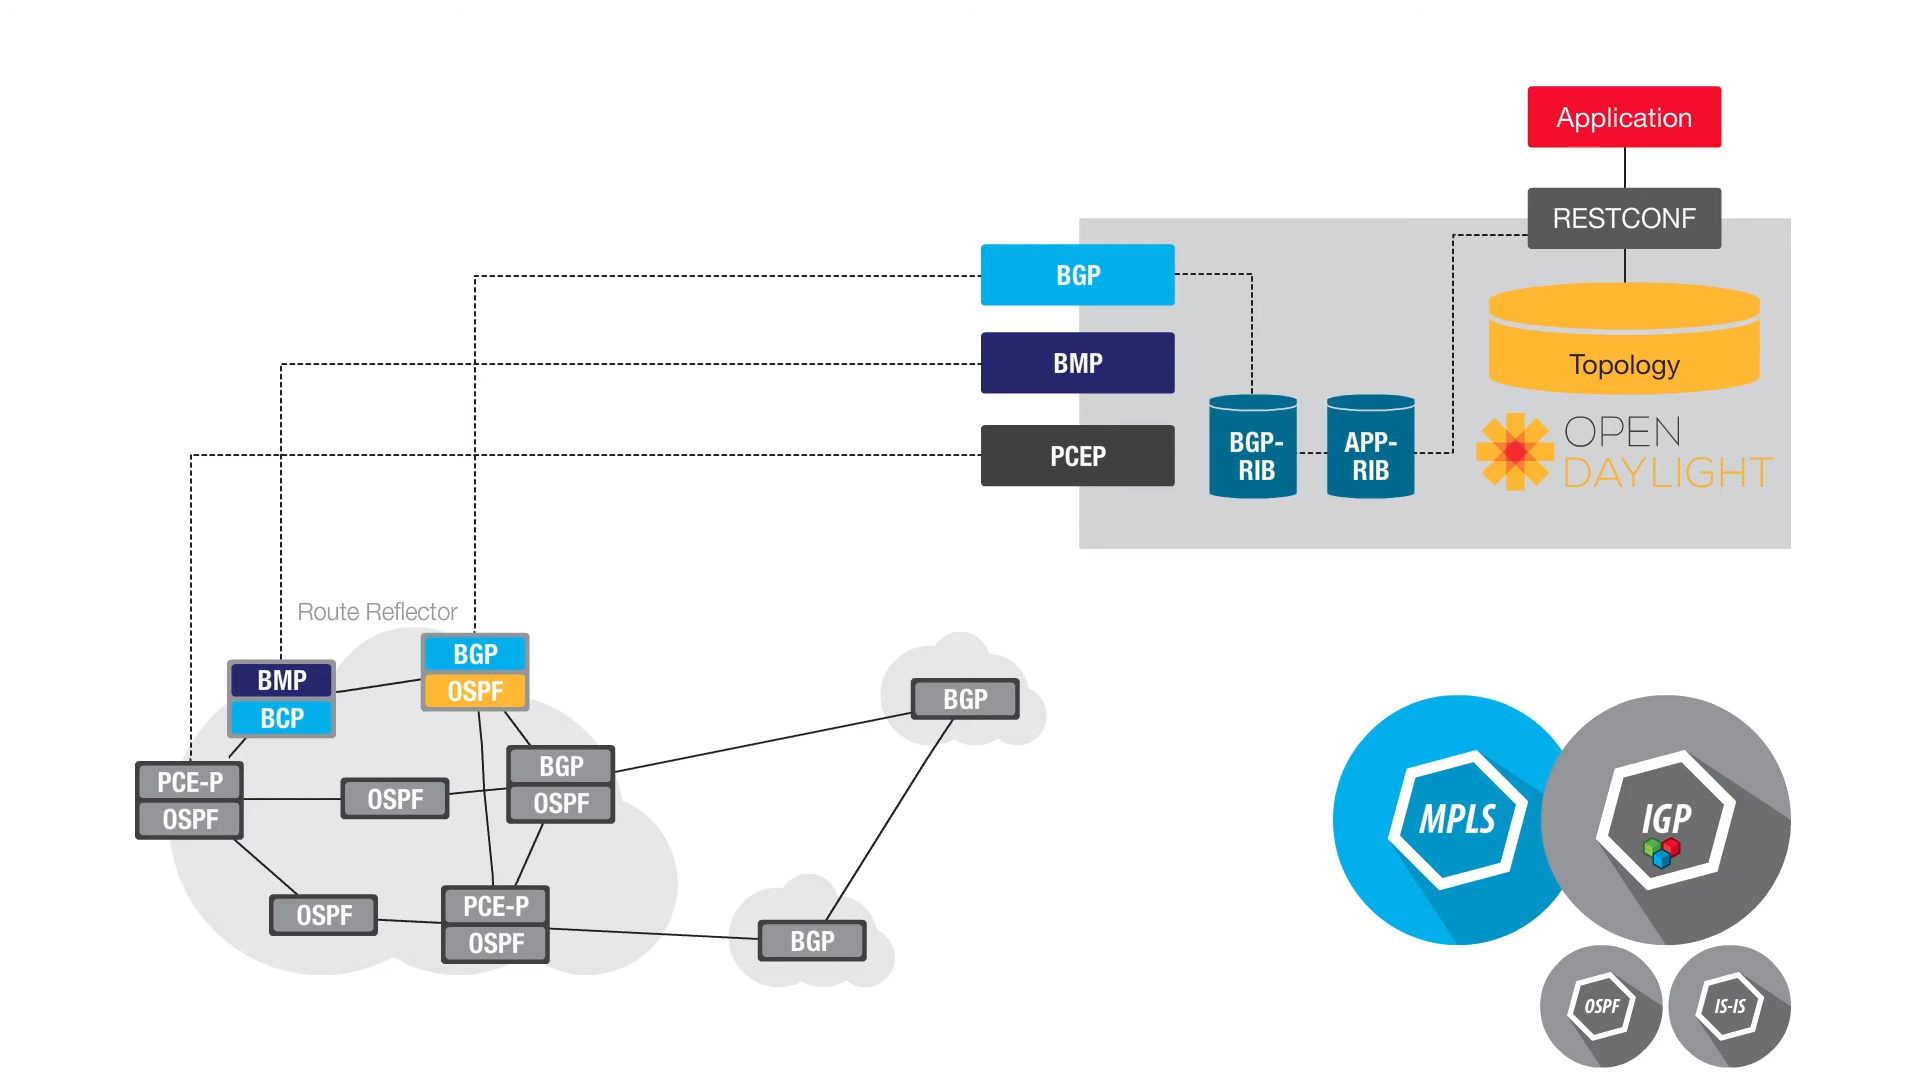 Application
RESTCONF
BGP
BMP
PCEP
BGP-
RIB
APP-
RIB
Topology
OPEN
DAYLIGHT
Route Reflector
BMP
BCP
BGP
OSPF
PCE-P
OSPF
OSPF
BGP
OSPF
OSPF
PCE-P
OSPF
BGP
BGP
MPLS
IGP
OSPF
IS-IS